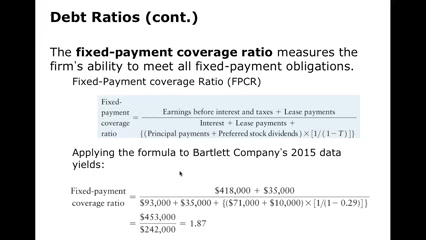 Debt Ratios (cont.)
The fixed-payment coverage ratio measures the
firm's ability to meet all fixed-payment obligations.
Fixed-Payment coverage Ratio (FPCR)
Fixed-
payment
coverage
ratio
= Earnings before interest and taxes + Lease payments
Interest + Lease payments +
{(Principal payments + Preferred stock dividends) × [1/(1 − T)]}
Applying the formula to Bartlett Company's 2015 data
yields:
Fixed-payment
coverage ratio
= $418,000 + $35,000
$93,000 + $35,000 + {($71,000 + $10,000) × [1/(1 − 0.29)]}
= $453,000
$242,000
= 1.87